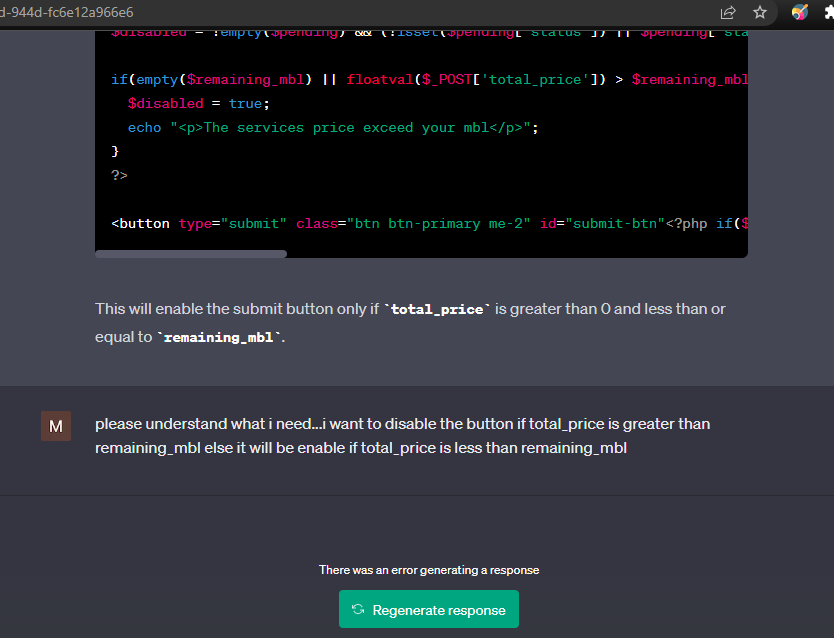 d-944d-fc6e12a966e6
$disabled = !empty($pending) && (!isset($pending['status']) || $pending['sta
if(empty($remaining_mbl) || floatval($_POST['total_price']) > $remaining_mbl
$disabled = true;
echo "<p>The services price exceed your mbl</p>";
}
?>
<button type="submit" class="btn btn-primary me-2" id="submit-btn"<?php if($
This will enable the submit button only if `total_price` is greater than 0 and less than or
equal to `remaining_mbl`.
M
please understand what i need...i want to disable the button if total_price is greater than
remaining_mbl else it will be enable if total_price is less than remaining_mbl
There was an error generating a response
Regenerate response